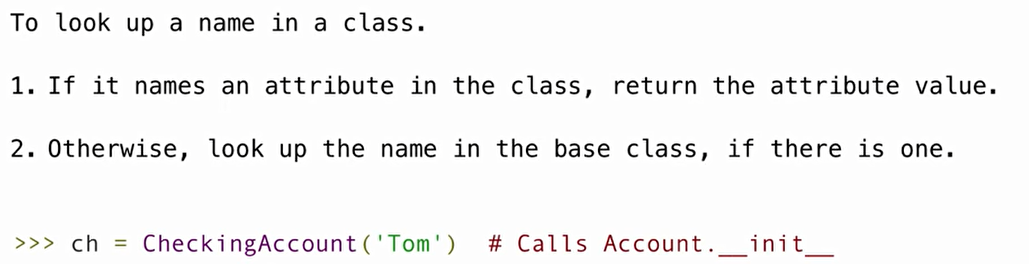 To look up a name in a class.
1. If it names an attribute in the class, return the attribute value.
2. Otherwise, look up the name in the base class, if there is one.
>>> ch = CheckingAccount('Tom')  # Calls Account.__init__